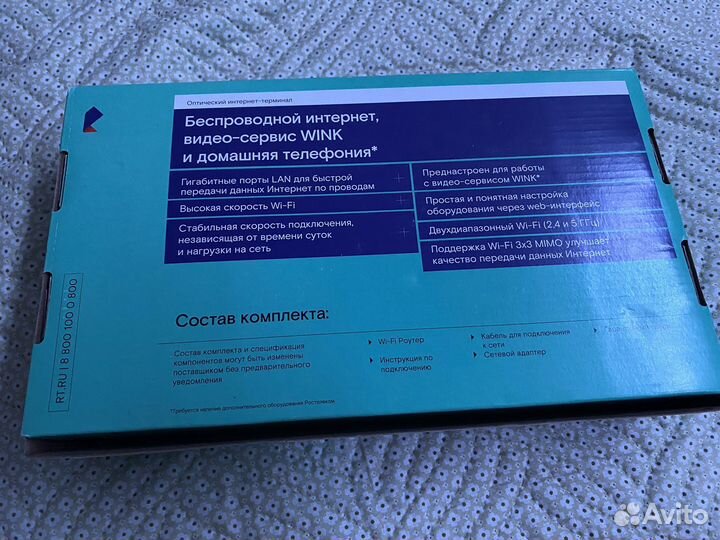 Оптический интернет-терминал
Беспроводной интернет,
видео-сервис WINK
и домашняя телефония*
Гигабитные порты LAN для быстрой
передачи данных Интернет по проводам
Высокая скорость Wi-Fi
Стабильная скорость подключения,
независящая от времени суток
и нагрузки на сеть
Преднастроен для работы
с видео-сервисом WINK*
Простая и понятная настройка
оборудования через web-интерфейс
Двухдиапазонный Wi-Fi (2,4 и 5 ГГц)
Поддержка Wi-Fi 3x3 MIMO улучшает
качество передачи данных Интернет
Состав комплекта:
Состав комплекта и спецификация
компонентов могут быть изменены
поставщиком без предварительного
уведомления
Wi-Fi Роутер
Инструкция по
подключению
Кабель для подключения
к сети
Сетевой адаптер
*Требуется наличие дополнительного оборудования Ростелеком
RT.RU | 8 800 100 0 800
Avito